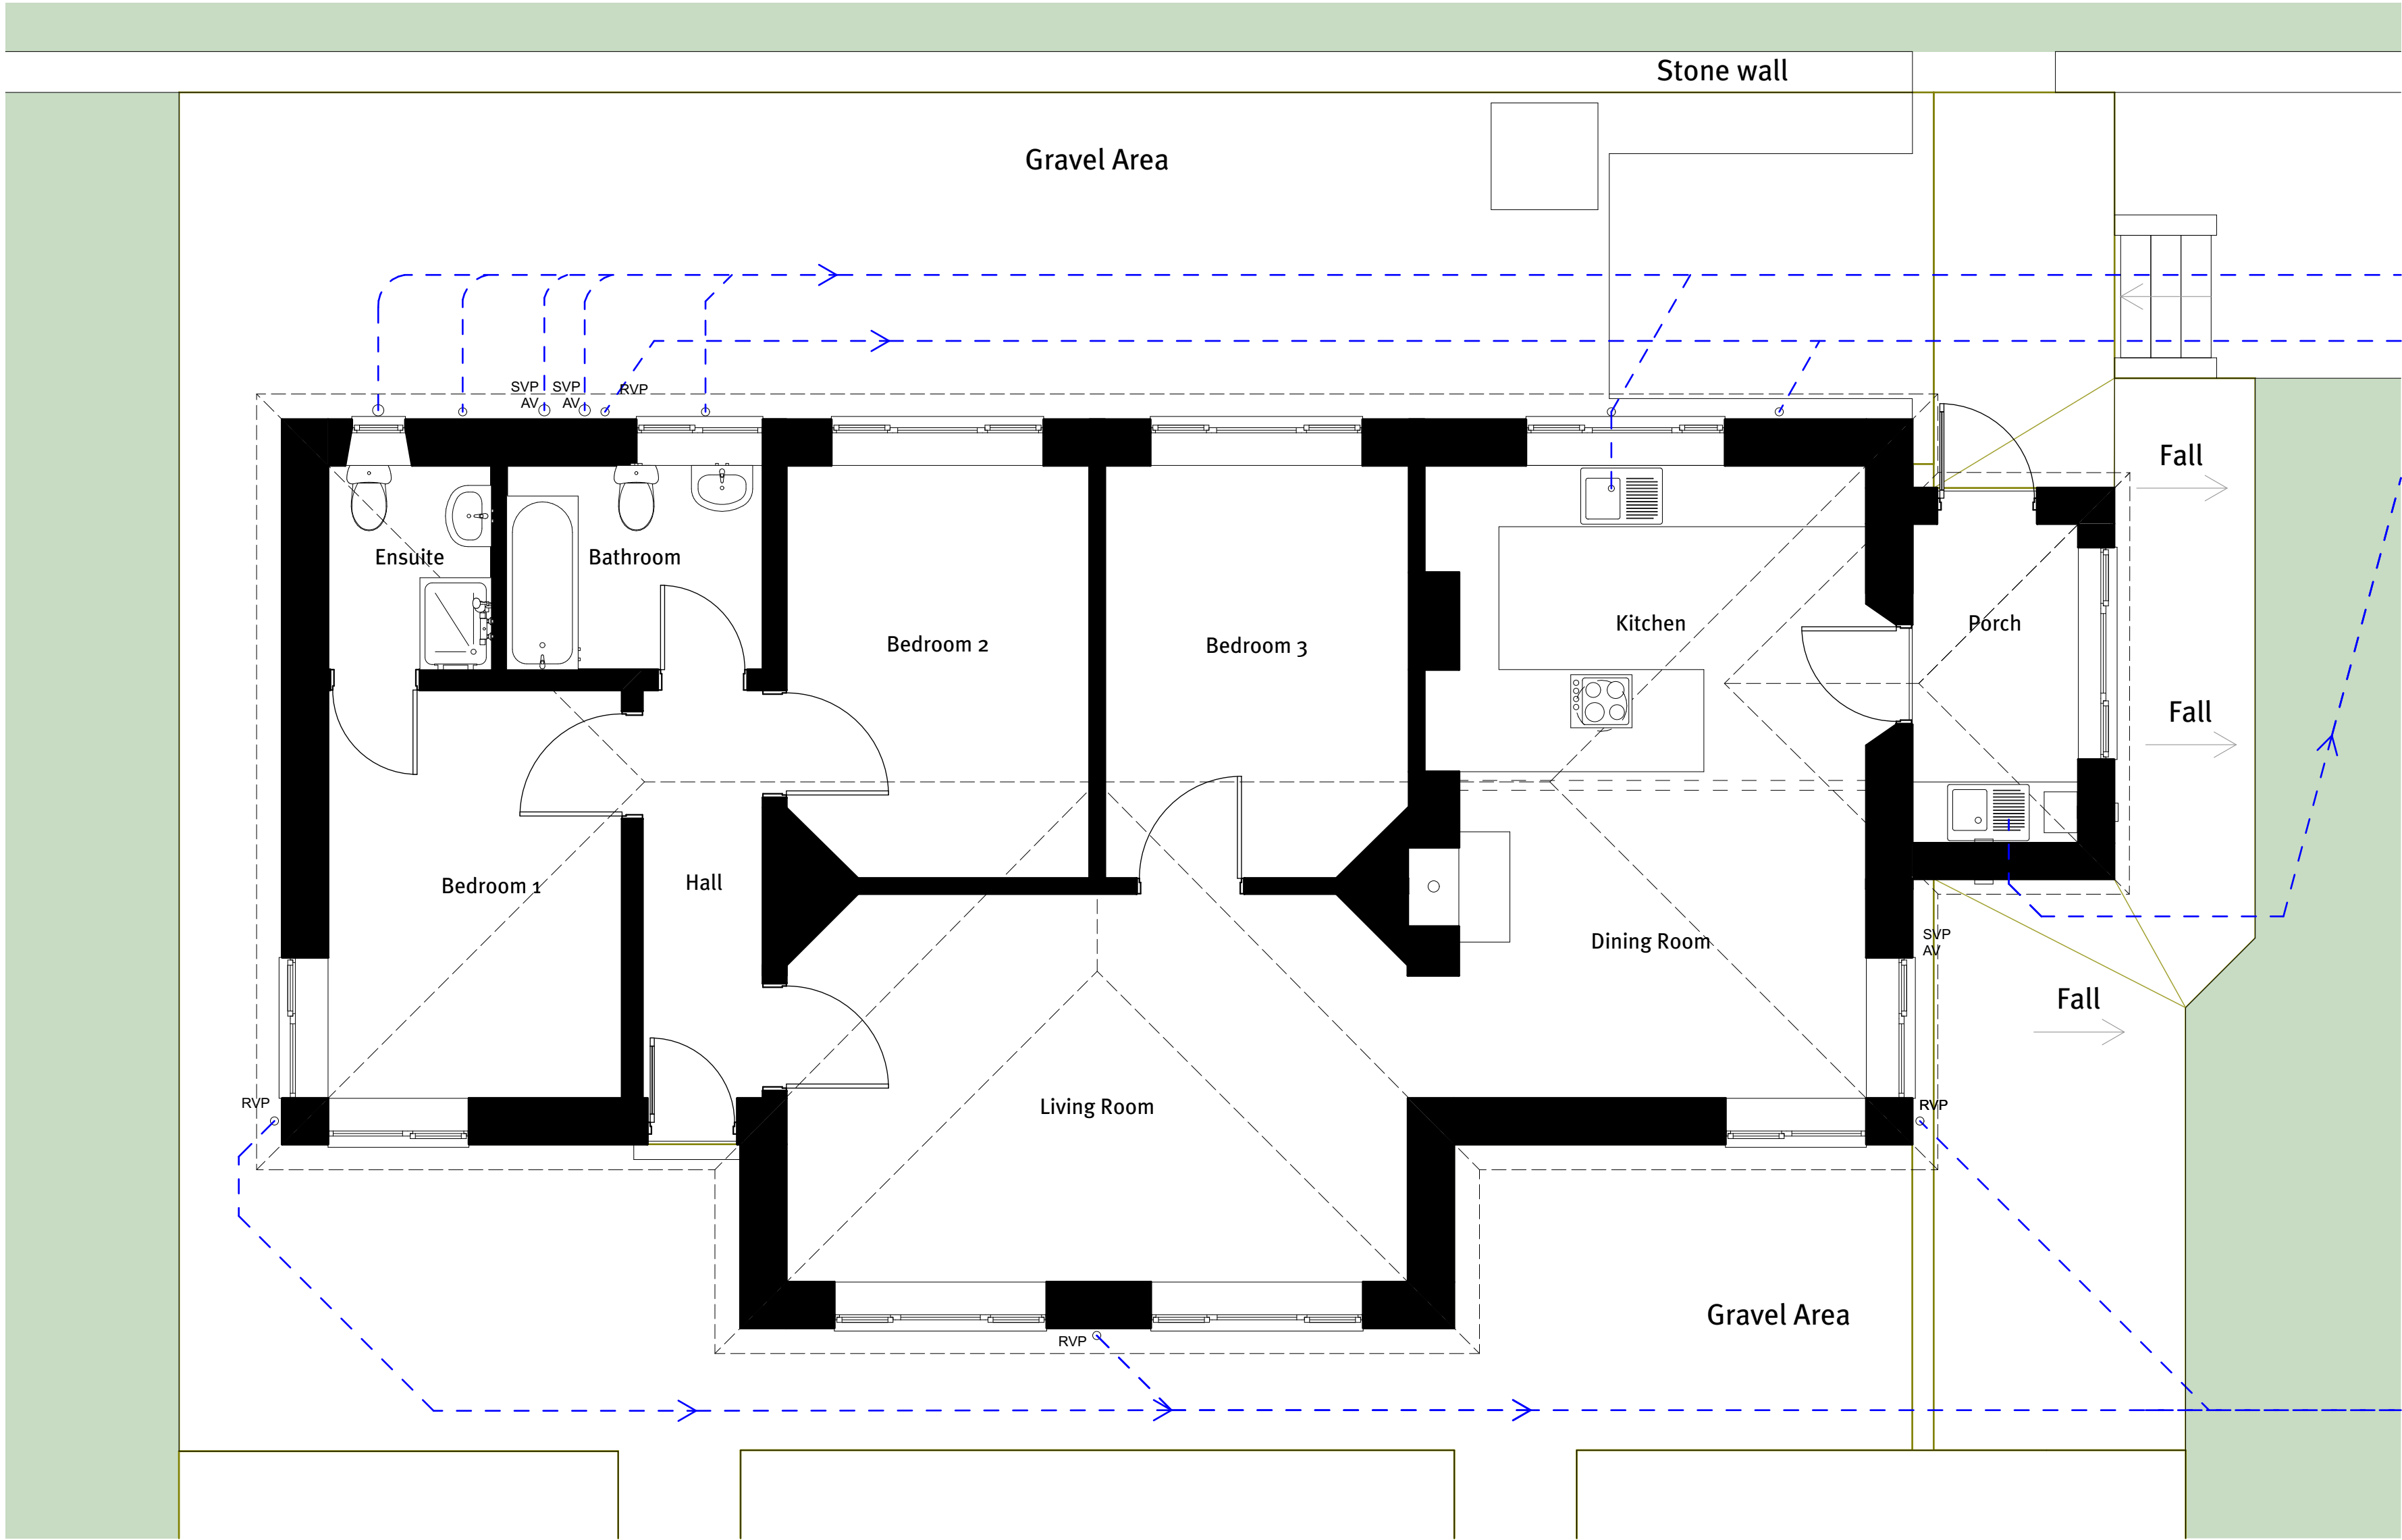 Stone wall
Gravel Area
SVP
AV
SVP
AV
RVP
Fall
Ensuite
Bathroom
Bedroom 2
Bedroom 3
Kitchen
Porch
Fall
Bedroom 1
Hall
Dining Room
SVP
AV
Fall
RVP
Living Room
RVP
Gravel Area
RVP